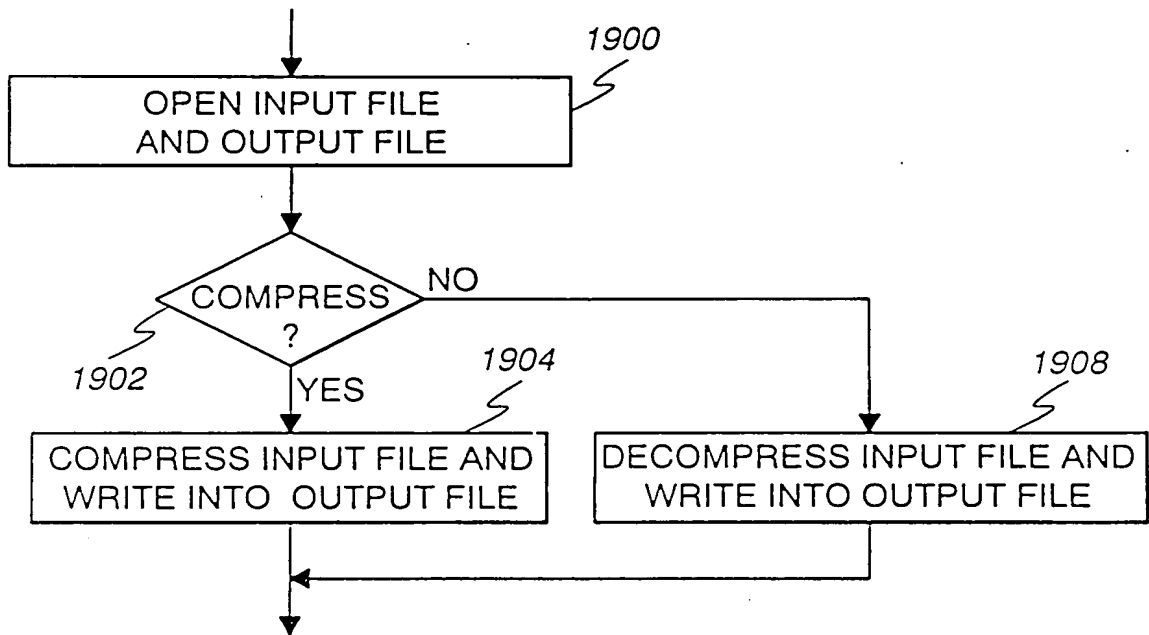 1900
OPEN INPUT FILE
AND OUTPUT FILE
COMPRESS
?
NO
1902
YES
1904
COMPRESS INPUT FILE AND
WRITE INTO OUTPUT FILE
1908
DECOMPRESS INPUT FILE AND
WRITE INTO OUTPUT FILE